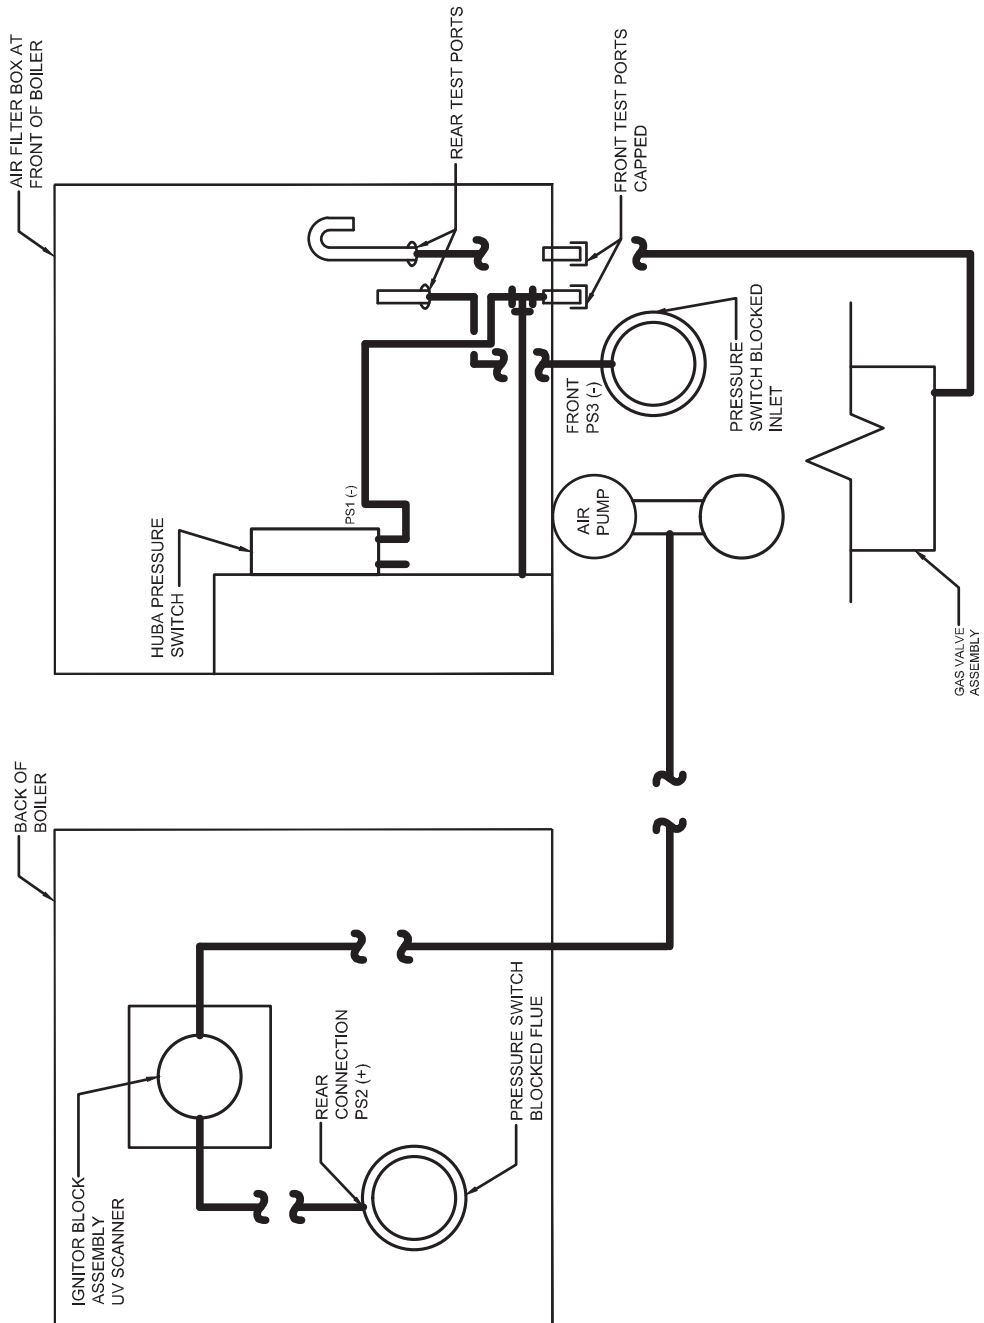 AIR FILTER BOX AT
FRONT OF BOILER
REAR TEST PORTS
FRONT TEST PORTS
CAPPED
HUBA PRESSURE
SWITCH
PS1 (-)
FRONT
PS3 (-)
PRESSURE
SWITCH BLOCKED
INLET
AIR
PUMP
GAS VALVE
ASSEMBLY
BACK OF
BOILER
IGNITOR BLOCK
ASSEMBLY
UV SCANNER
REAR
CONNECTION
PS2 (+)
PRESSURE SWITCH
BLOCKED FLUE